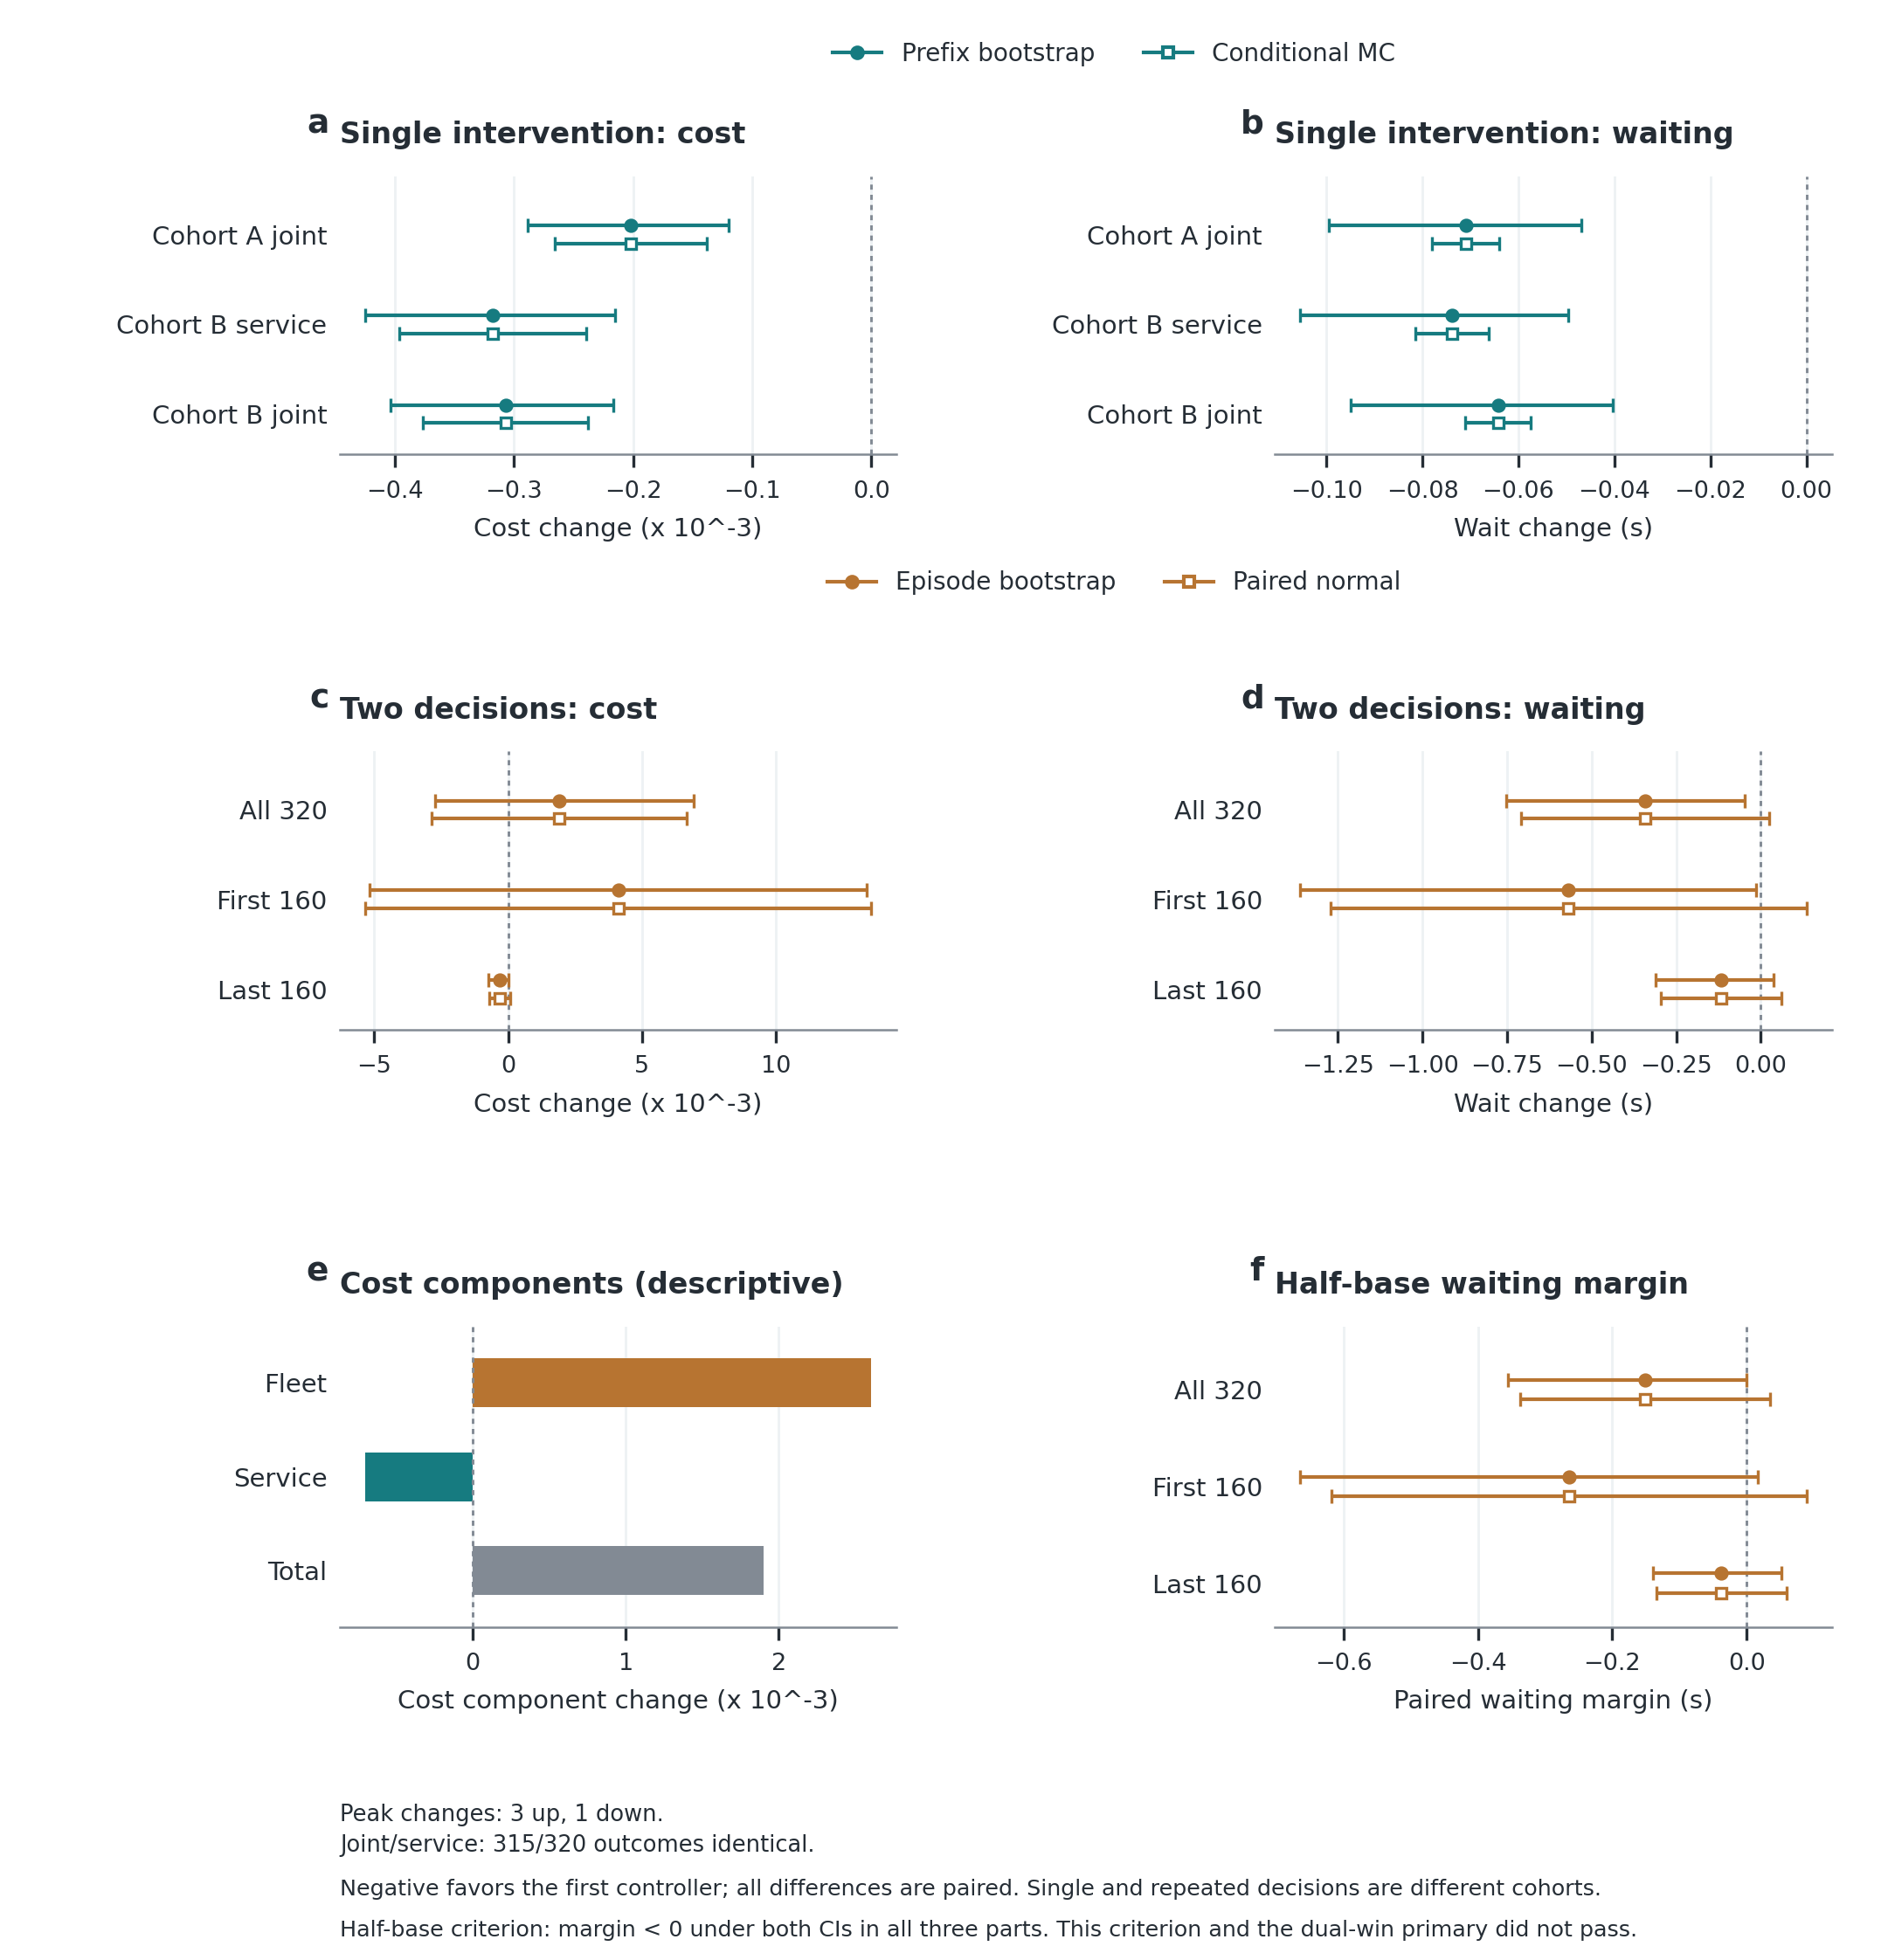 Prefix bootstrap Conditional MC
a Single intervention: cost
Cohort A joint
Cohort B service
Cohort B joint
−0.4 −0.3 −0.2 −0.1 0.0
Cost change (x 10^-3)
b Single intervention: waiting
Cohort A joint
Cohort B service
Cohort B joint
−0.10 −0.08 −0.06 −0.04 −0.02 0.00
Wait change (s)
Episode bootstrap Paired normal
c Two decisions: cost
All 320
First 160
Last 160
−5 0 5 10
Cost change (x 10^-3)
d Two decisions: waiting
All 320
First 160
Last 160
−1.25 −1.00 −0.75 −0.50 −0.25 0.00
Wait change (s)
e Cost components (descriptive)
Fleet
Service
Total
0 1 2
Cost component change (x 10^-3)
f Half-base waiting margin
All 320
First 160
Last 160
−0.6 −0.4 −0.2 0.0
Paired waiting margin (s)
Peak changes: 3 up, 1 down.
Joint/service: 315/320 outcomes identical.
Negative favors the first controller; all differences are paired. Single and repeated decisions are different cohorts.
Half-base criterion: margin < 0 under both CIs in all three parts. This criterion and the dual-win primary did not pass.